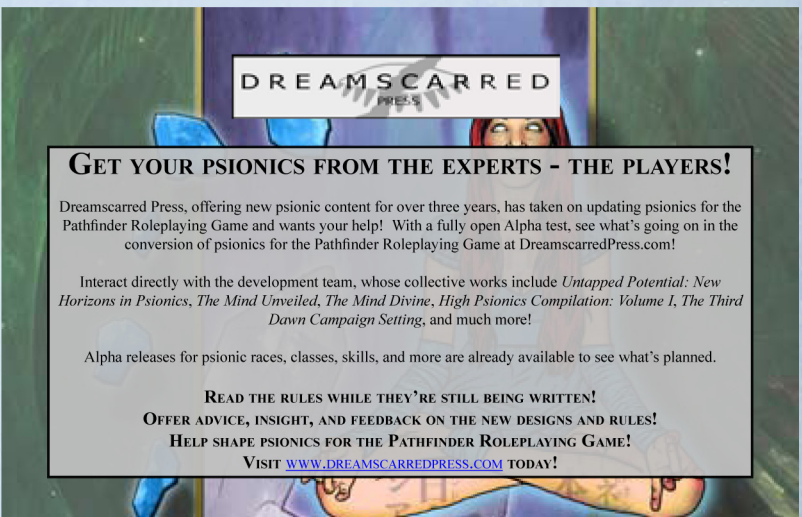 DREAMSCARRED
PRESS
GET YOUR PSIONICS FROM THE EXPERTS - THE PLAYERS!
Dreamscarred Press, offering new psionic content for over three years, has taken on updating psionics for the
Pathfinder Roleplaying Game and wants your help! With a fully open Alpha test, see what's going on in the
conversion of psionics for the Pathfinder Roleplaying Game at DreamscarredPress.com!
Interact directly with the development team, whose collective works include Untapped Potential: New
Horizons in Psionics, The Mind Unveiled, The Mind Divine, High Psionics Compilation: Volume I, The Third
Dawn Campaign Setting, and much more!
Alpha releases for psionic races, classes, skills, and more are already available to see what's planned.
READ THE RULES WHILE THEY'RE STILL BEING WRITTEN!
OFFER ADVICE, INSIGHT, AND FEEDBACK ON THE NEW DESIGNS AND RULES!
HELP SHAPE PSIONICS FOR THE PATHFINDER ROLEPLAYING GAME!
VISIT WWW.DREAMSCARREDPRESS.COM TODAY!